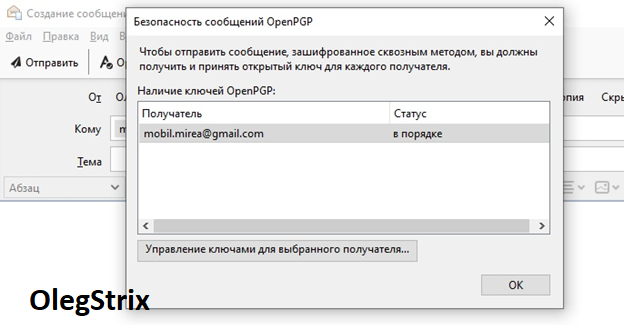 Создание сообщени
Безопасность сообщений OpenPGP
Файл Правка Вид
Отправить
Чтобы отправить сообщение, зашифрованное сквозным методом, вы должны
получить и принять открытый ключ для каждого получателя.
От
опия Скры
Наличие ключей OpenPGP:
Получатель Статус
Кому
mobil.mirea@gmail.com в порядке
Тема
Абзац
Управление ключами для выбранного получателя...
OK
OlegStrix